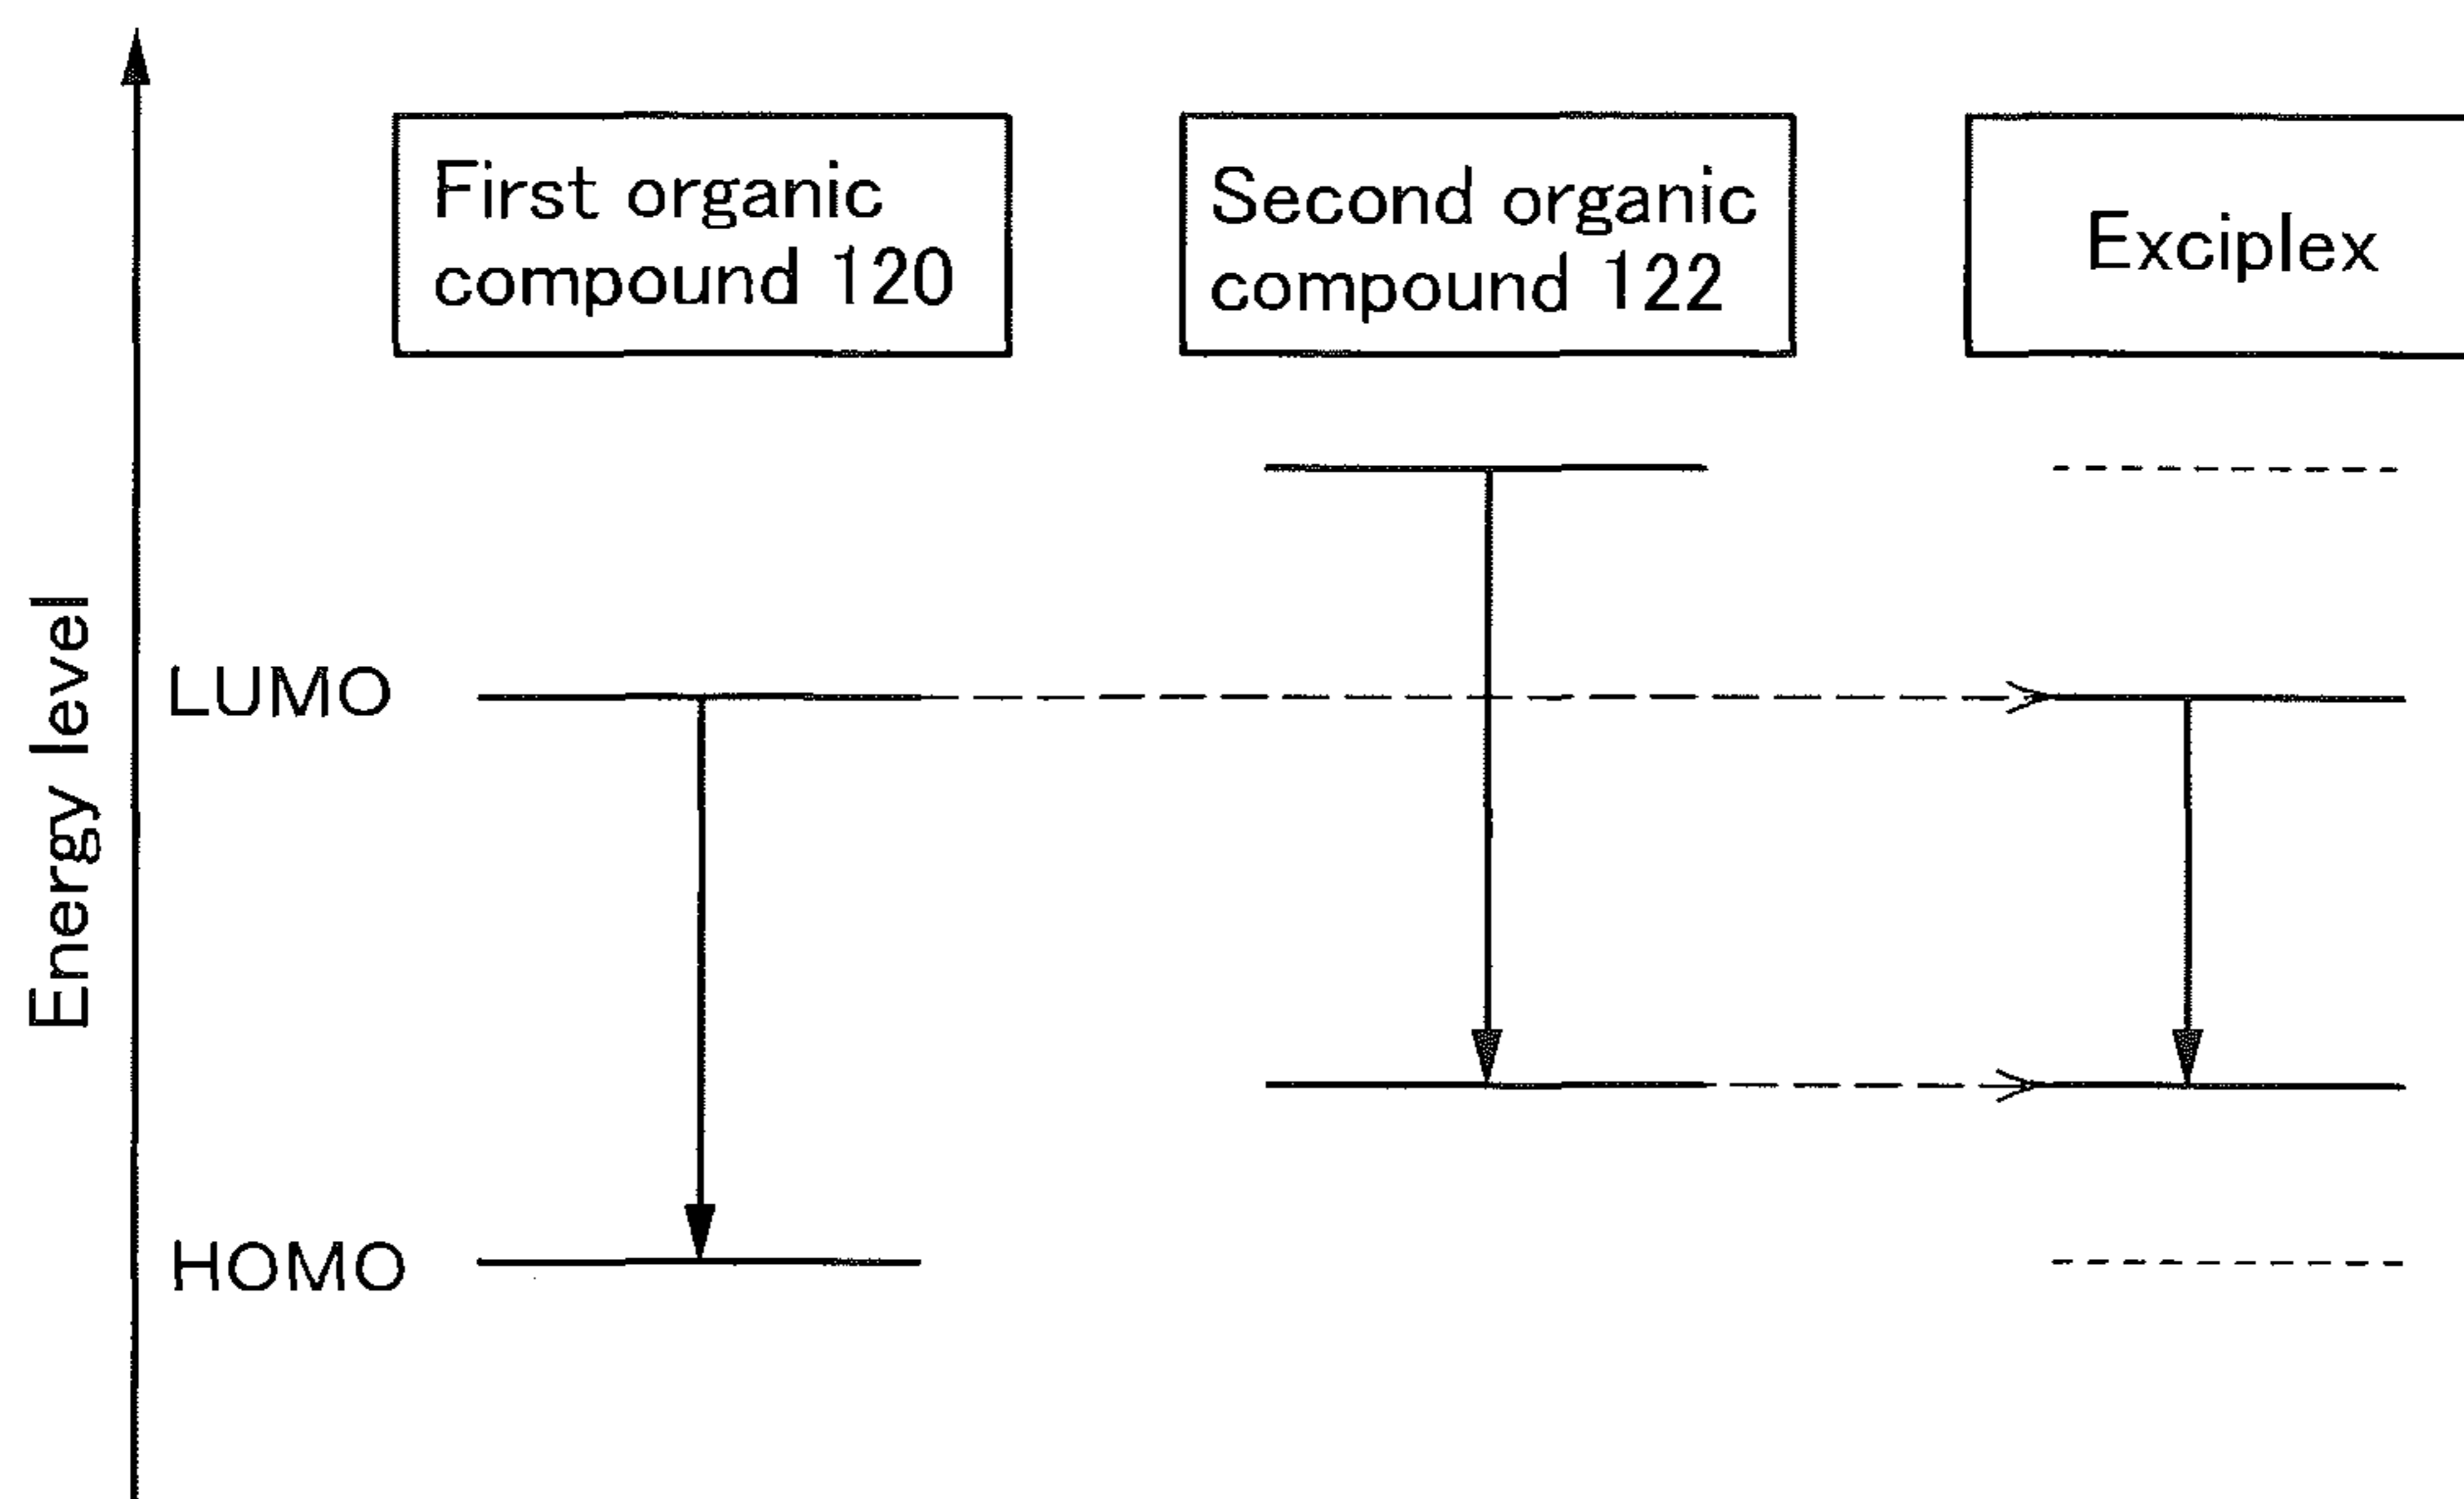 First organic
compound 120
Second organic
compound 122
Exciplex
Energy level
LUMO
HOMO